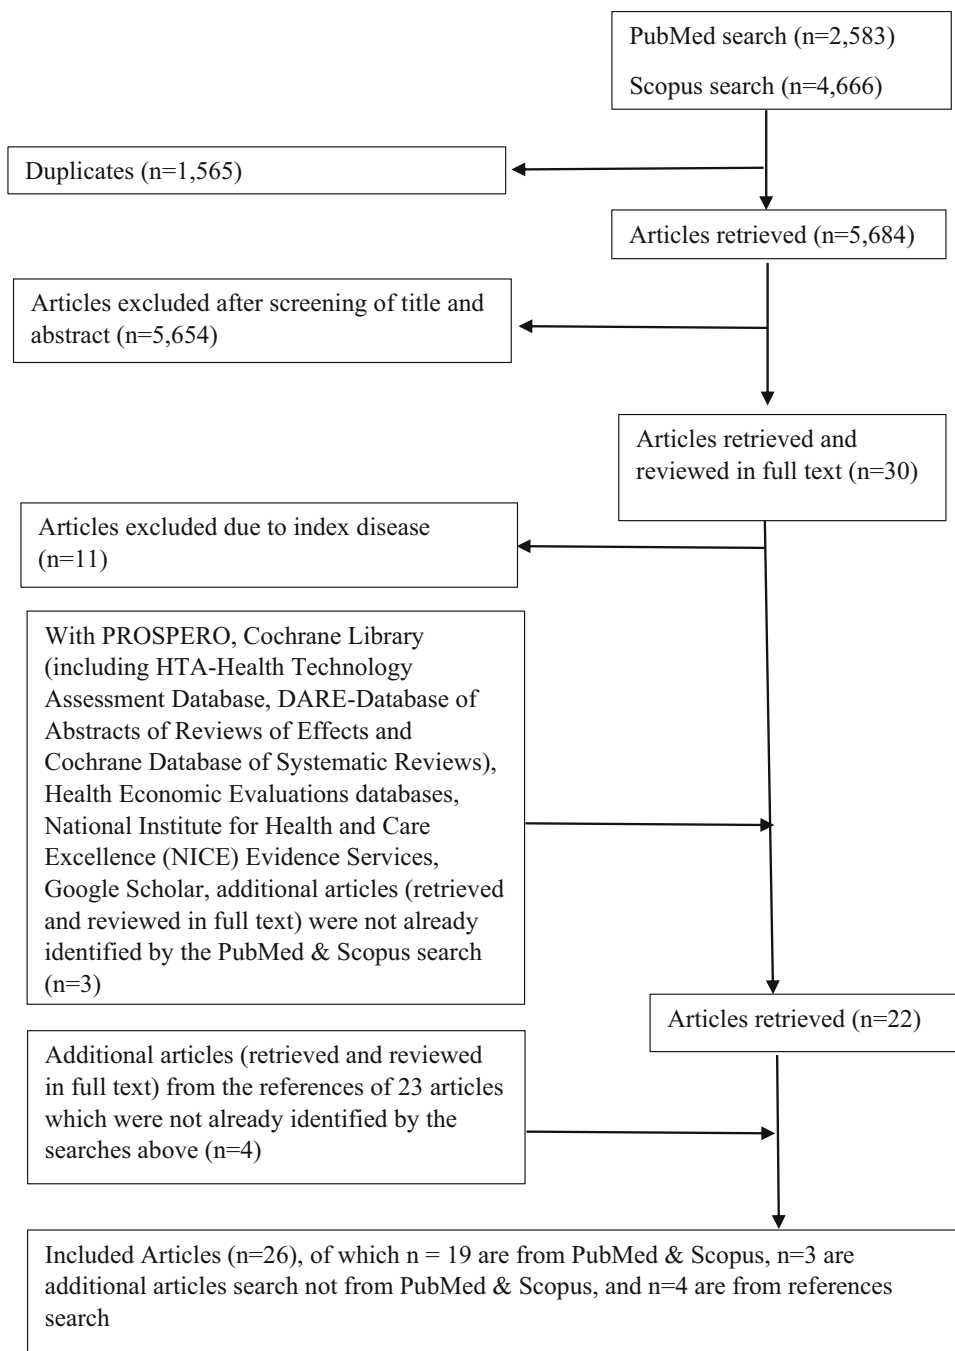 PubMed search (n=2,583)
Scopus search (n=4,666)
Duplicates (n=1,565)
Articles retrieved (n=5,684)
Articles excluded after screening of title and
abstract (n=5,654)
Articles retrieved and
reviewed in full text (n=30)
Articles excluded due to index disease
(n=11)
With PROSPERO, Cochrane Library
(including HTA-Health Technology
Assessment Database, DARE-Database of
Abstracts of Reviews of Effects and
Cochrane Database of Systematic Reviews),
Health Economic Evaluations databases,
National Institute for Health and Care
Excellence (NICE) Evidence Services,
Google Scholar, additional articles (retrieved
and reviewed in full text) were not already
identified by the PubMed & Scopus search
(n=3)
Articles retrieved (n=22)
Additional articles (retrieved and reviewed
in full text) from the references of 23 articles
which were not already identified by the
searches above (n=4)
Included Articles (n=26), of which n = 19 are from PubMed & Scopus, n=3 are
additional articles search not from PubMed & Scopus, and n=4 are from references
search